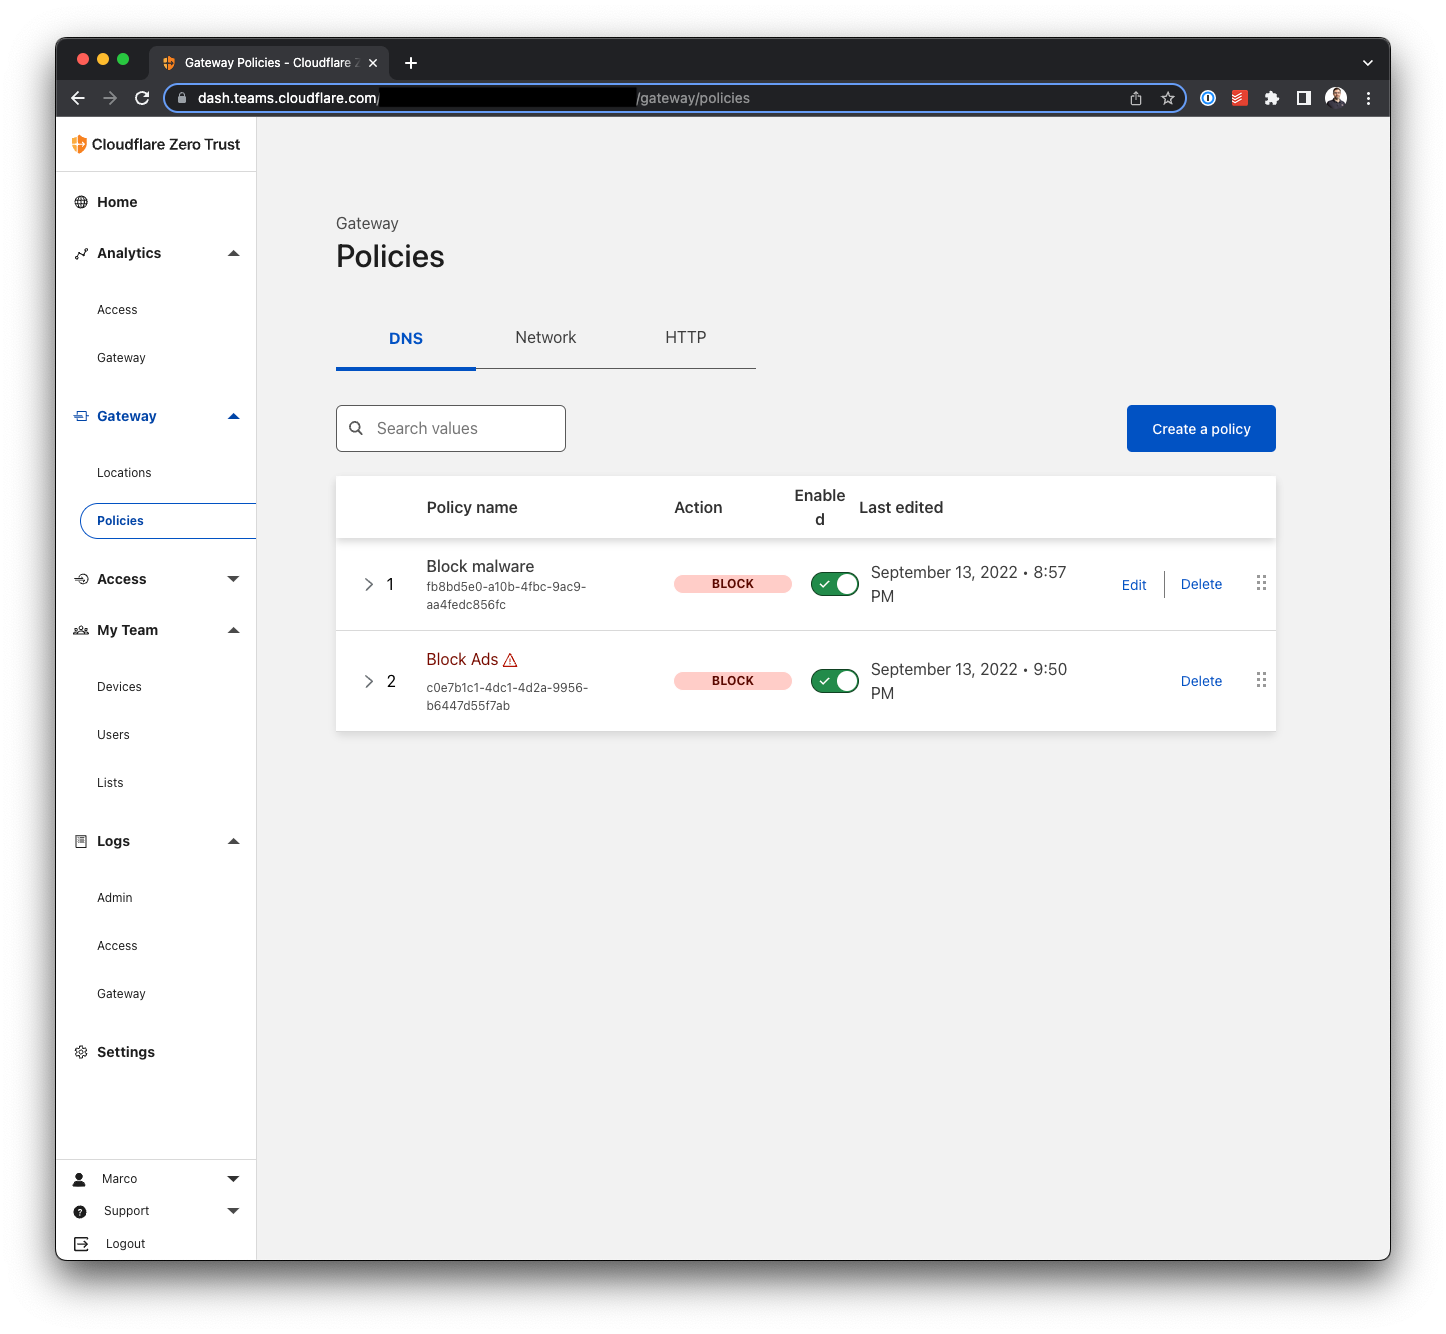 Gateway Policies - Cloudflare Z
dash.teams.cloudflare.com/ /gateway/policies
Cloudflare Zero Trust
Home
Analytics
Access
Gateway
Gateway
Locations
Policies
Access
My Team
Devices
Users
Lists
Logs
Admin
Access
Gateway
Settings
Marco
Support
Logout
Gateway
Policies
DNS Network HTTP
Search values
Create a policy
Policy name Action Enable
d Last edited
1 Block malware
fb8bd5e0-a10b-4fbc-9ac9-
aa4fedc856fc
BLOCK
September 13, 2022 • 8:57
PM
Edit Delete
2 Block Ads
c0e7b1c1-4dc1-4d2a-9956-
b6447d55f7ab
BLOCK
September 13, 2022 • 9:50
PM
Delete